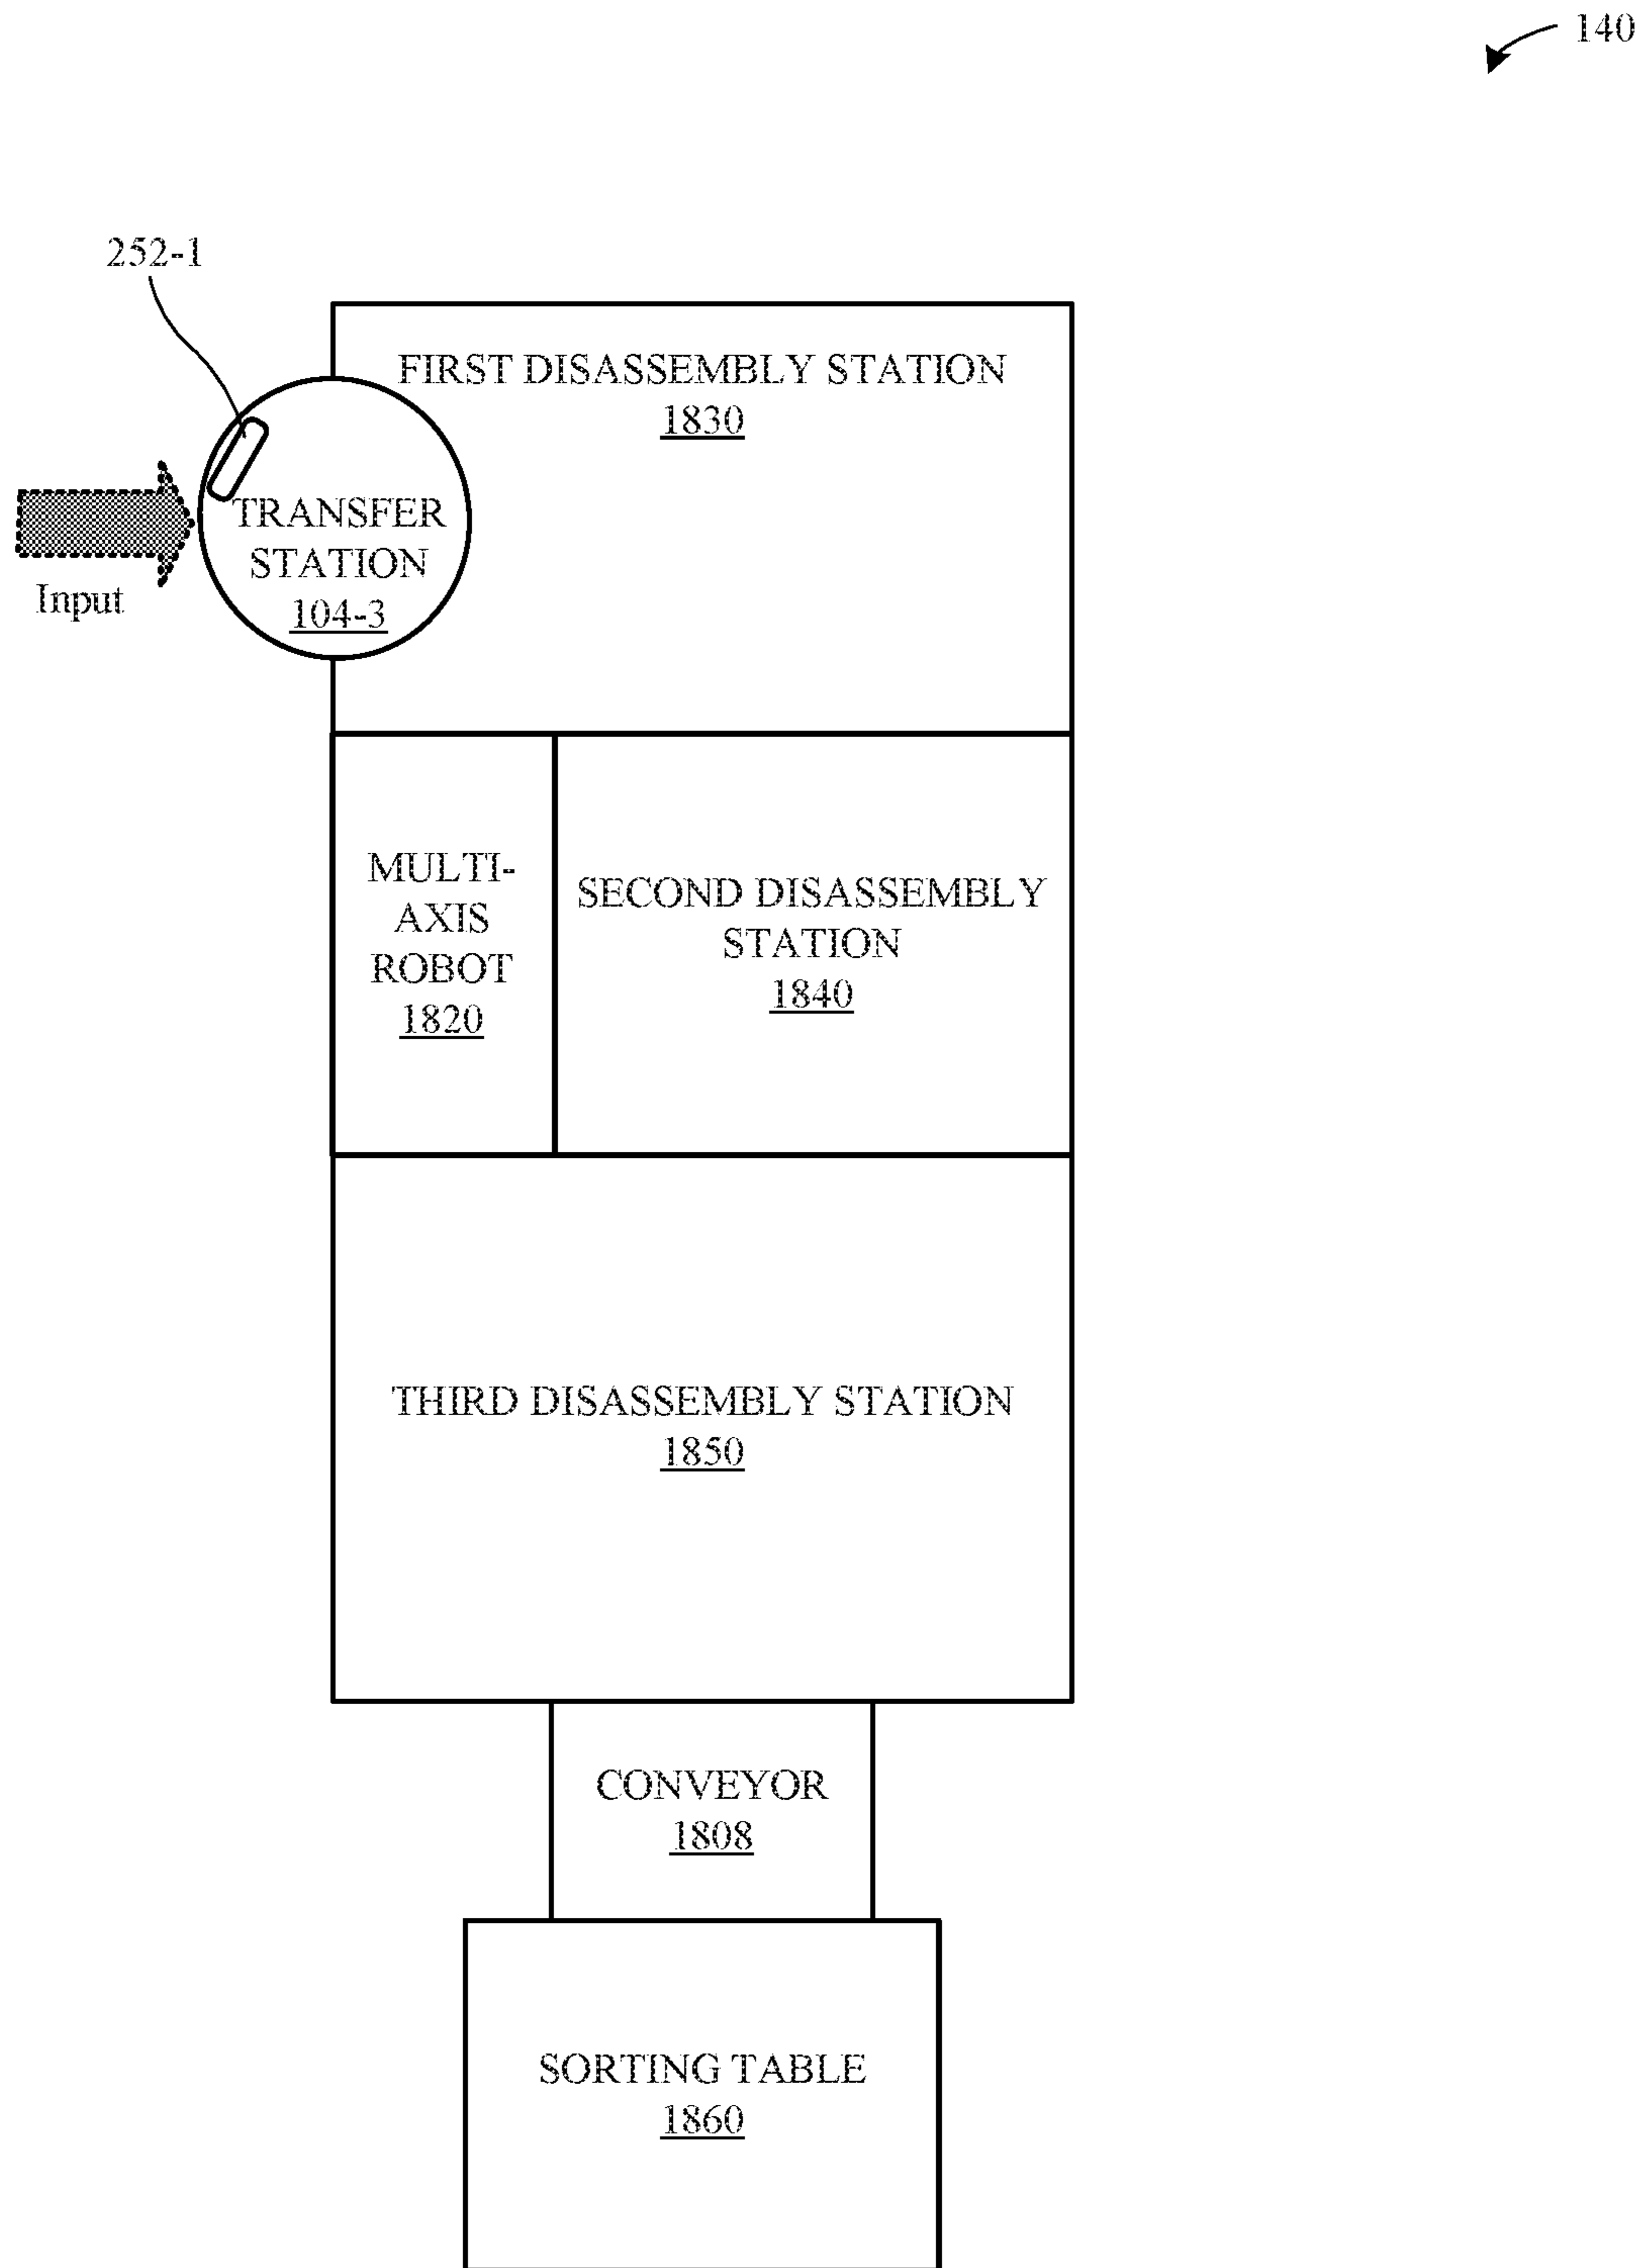 140
252-1
FIRST DISASSEMBLY STATION
1830
TRANSFER
STATION
104-3
Input
MULTI-
AXIS
ROBOT
1820
SECOND DISASSEMBLY
STATION
1840
THIRD DISASSEMBLY STATION
1850
CONVEYOR
1808
SORTING TABLE
1860